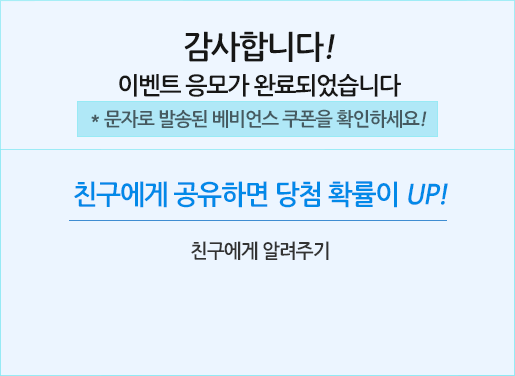 감사합니다!
이벤트 응모가 완료되었습니다
* 문자로 발송된 베비언스 쿠폰을 확인하세요!
친구에게 공유하면 당첨 확률이 UP!
친구에게 알려주기